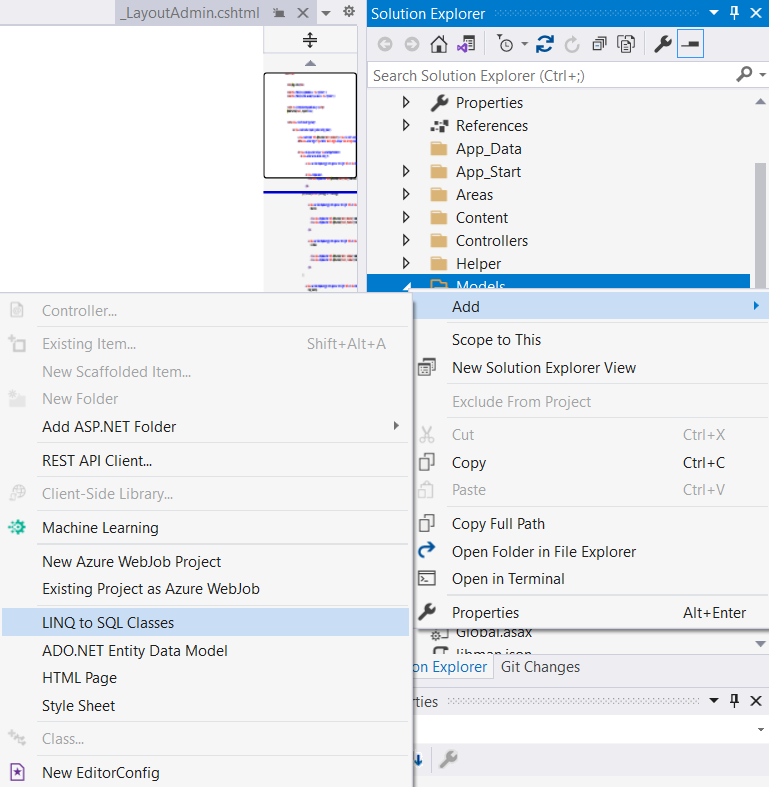 _LayoutAdmin.cshtml
Solution Explorer
Search Solution Explorer (Ctrl+;)
Properties
References
App_Data
App_Start
Areas
Content
Controllers
Helper
Models
Add
Scope to This
New Solution Explorer View
Exclude From Project
Cut Ctrl+X
Copy Ctrl+C
Paste Ctrl+V
Copy Full Path
Open Folder in File Explorer
Open in Terminal
Properties Alt+Enter
Controller...
Existing Item... Shift+Alt+A
New Scaffolded Item...
New Folder
Add ASP.NET Folder
REST API Client...
Client-Side Library...
Machine Learning
New Azure WebJob Project
Existing Project as Azure WebJob
LINQ to SQL Classes
ADO.NET Entity Data Model
HTML Page
Style Sheet
Class...
New EditorConfig
Global.asax
libman.json
on Explorer Git Changes
rties